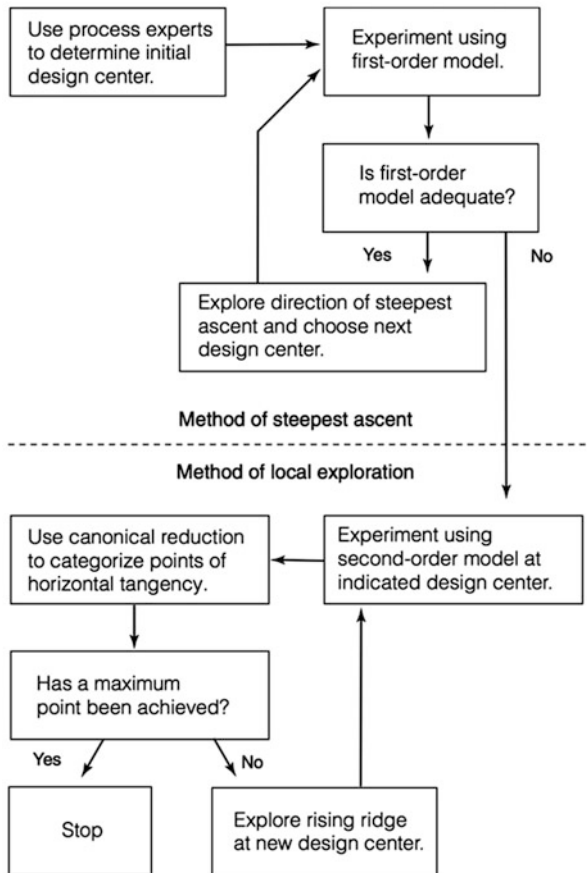 Use process experts
to determine initial
design center.
Experiment using
first-order model.
Is first-order
model adequate?
Yes
No
Explore direction of steepest
ascent and choose next
design center.
Method of steepest ascent
Method of local exploration
Use canonical reduction
to categorize points of
horizontal tangency.
Experiment using
second-order model at
indicated design center.
Has a maximum
point been achieved?
Yes
No
Stop
Explore rising ridge
at new design center.